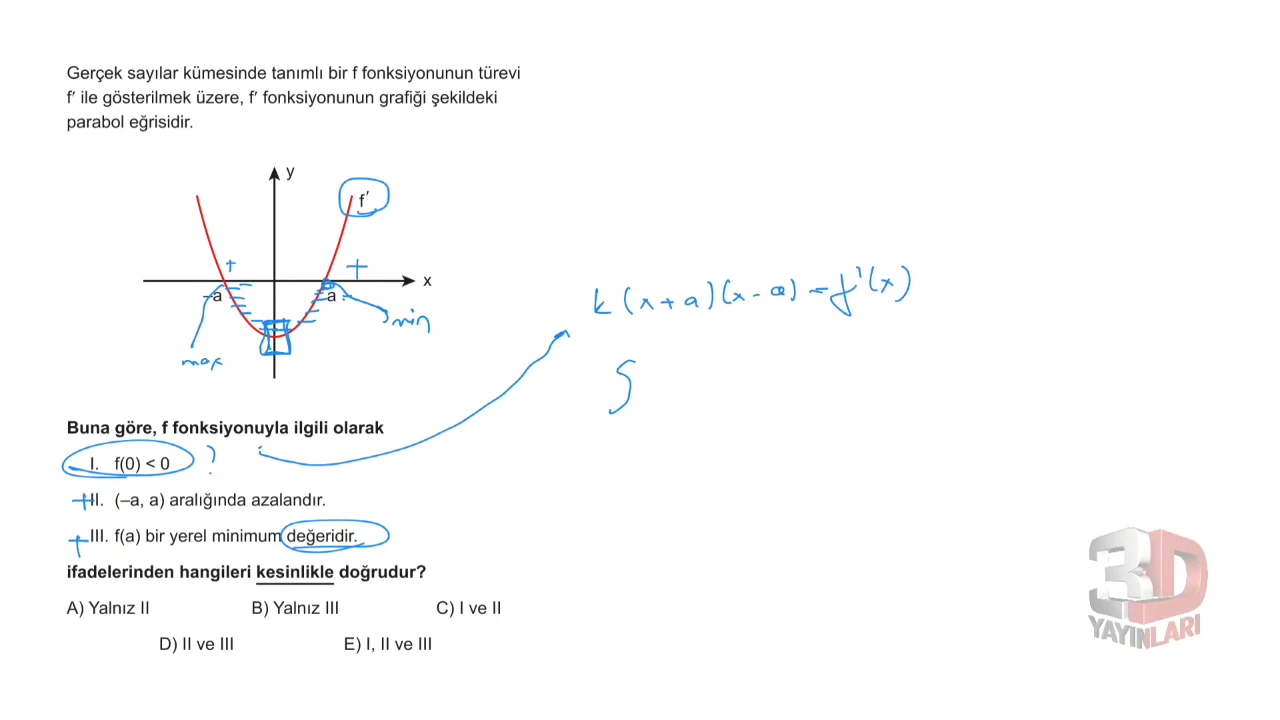 Gerçek sayılar kümesinde tanımlı bir f fonksiyonunun türevi
f′ ile gösterilmek üzere, f′ fonksiyonunun grafiği şekildeki
parabol eğrisidir.
y
f′
+ +
x
–a a
min
max
k(x+a)(x-a) = f'(x)
∫
Buna göre, f fonksiyonuyla ilgili olarak
I. f(0) < 0 ?
+ II. (–a, a) aralığında azalandır.
+ III. f(a) bir yerel minimum değeridir.
ifadelerinden hangileri kesinlikle doğrudur?
A) Yalnız II B) Yalnız III C) I ve II
D) II ve III E) I, II ve III
3D
YAYINLARI